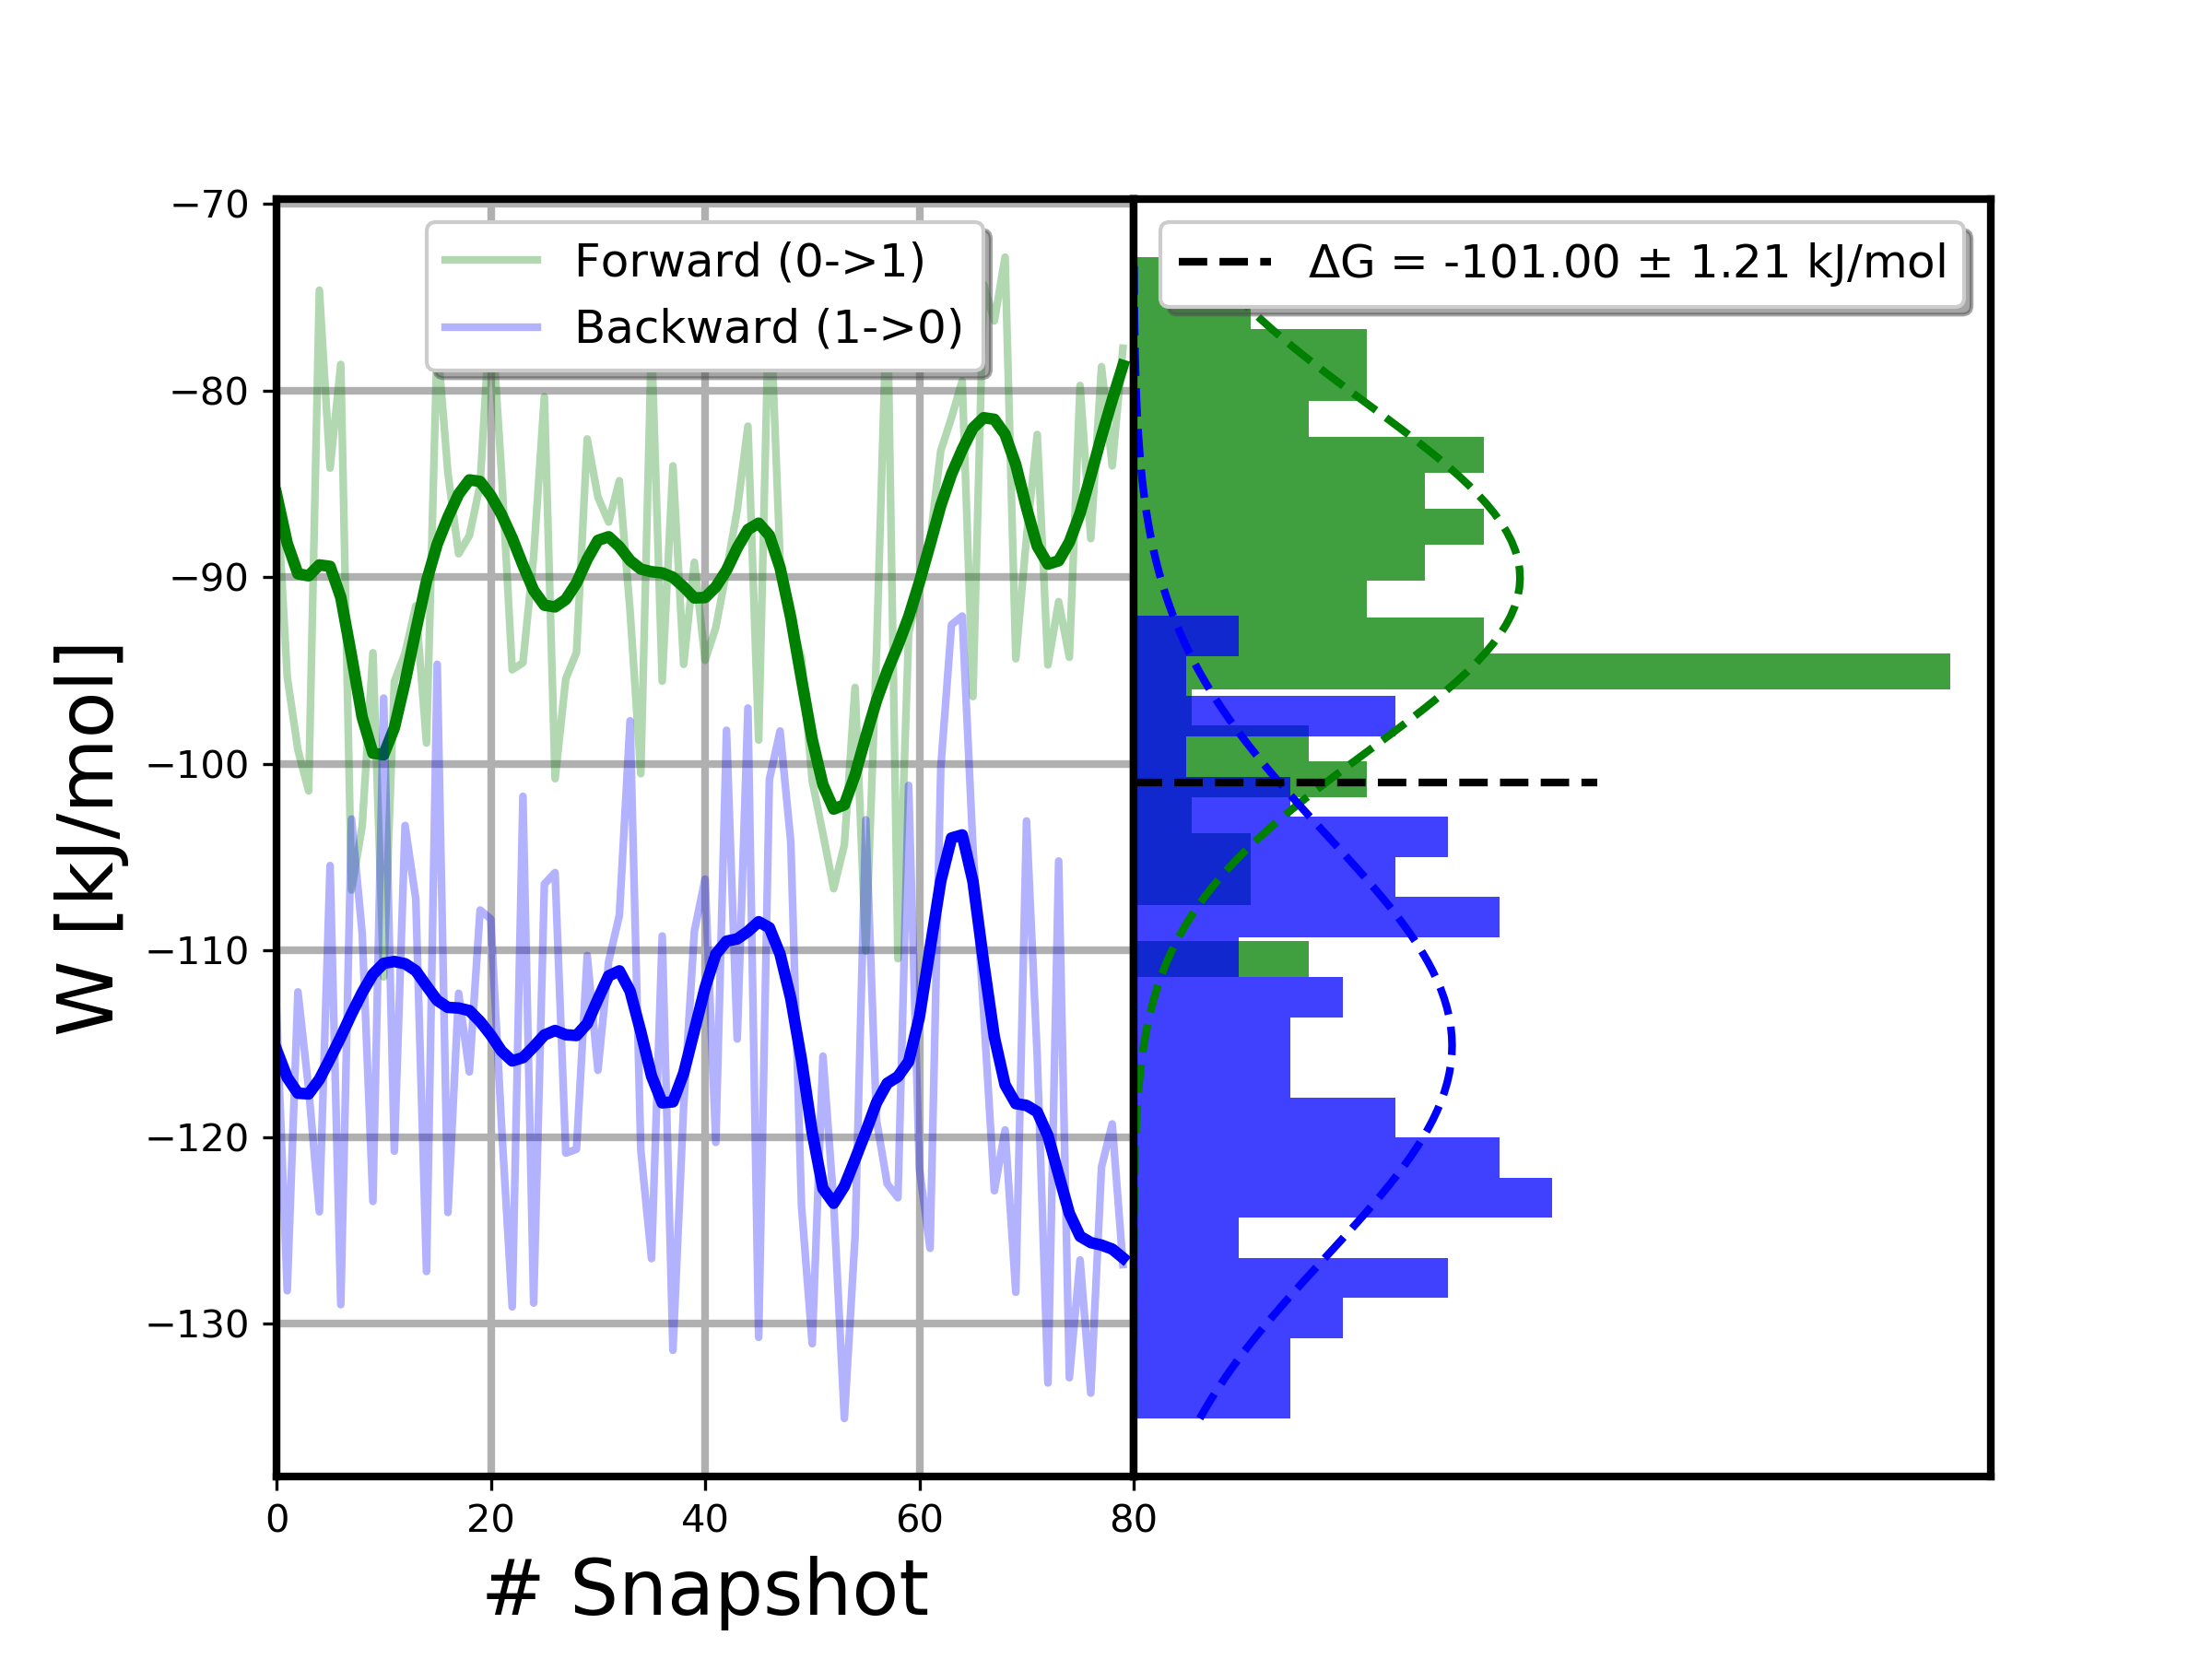 −70
−80
−90
−100
−110
−120
−130
W [kJ/mol]
Forward (0->1)
Backward (1->0)
ΔG = -101.00 ± 1.21 kJ/mol
0 20 40 60 80
# Snapshot